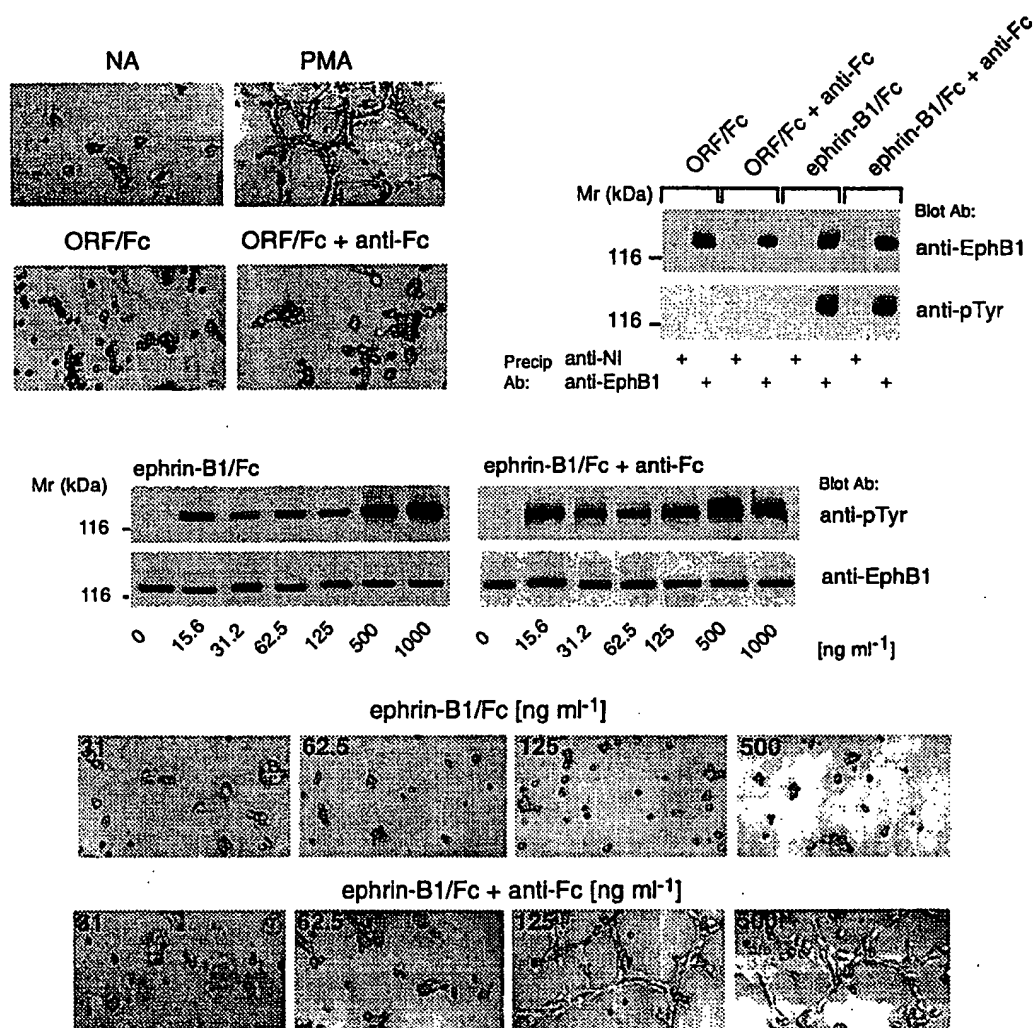 NA PMA
ORF/Fc ORF/Fc + anti-Fc
ORF/Fc
ORF/Fc + anti-Fc
ephrin-B1/Fc
ephrin-B1/Fc + anti-Fc
Mr (kDa)
Blot Ab:
116 anti-EphB1
116 anti-pTyr
Precip Ab:
anti-NI + + + +
anti-EphB1 + + + +
ephrin-B1/Fc ephrin-B1/Fc + anti-Fc
Mr (kDa) Blot Ab:
116 anti-pTyr
116 anti-EphB1
0 15.6 31.2 62.5 125 500 1000 0 15.6 31.2 62.5 125 500 1000 [ng ml-1]
ephrin-B1/Fc [ng ml-1]
31 62.5 125 500
ephrin-B1/Fc + anti-Fc [ng ml-1]
31 62.5 125 500